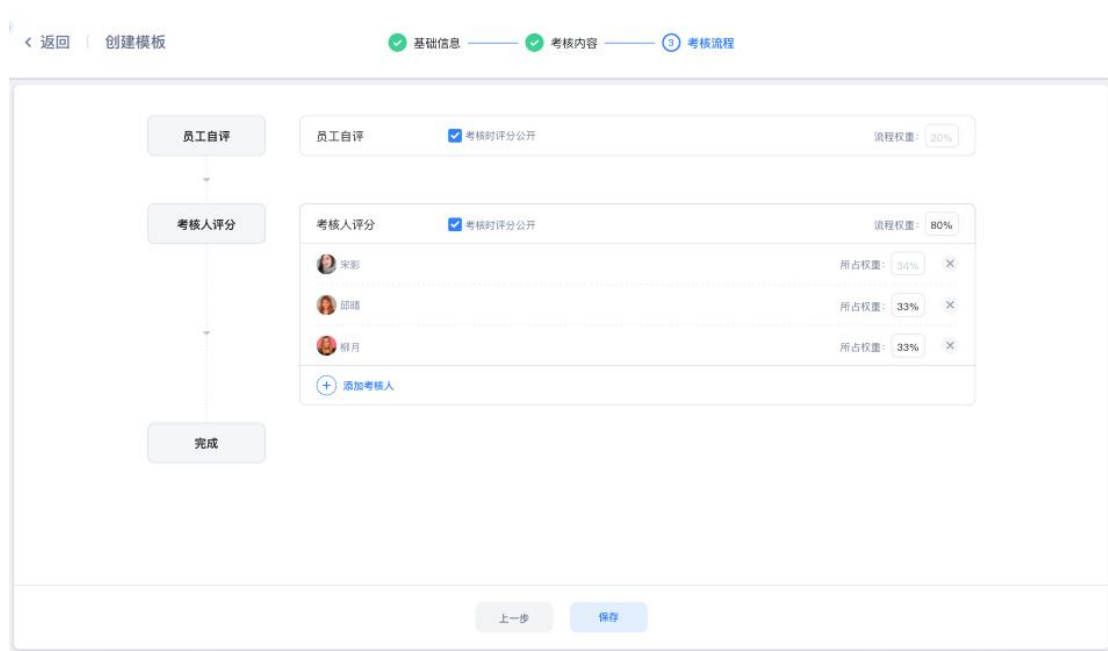 返回 创建模板 基础信息 考核内容 3 考核流程
员工自评 员工自评 考核时评分公开 流程权重: 20%
考核人评分 考核人评分 考核时评分公开 流程权重: 80%
宋影 所占权重: 34%
邱晴 所占权重: 33%
柳月 所占权重: 33%
添加考核人
完成
上一步 保存